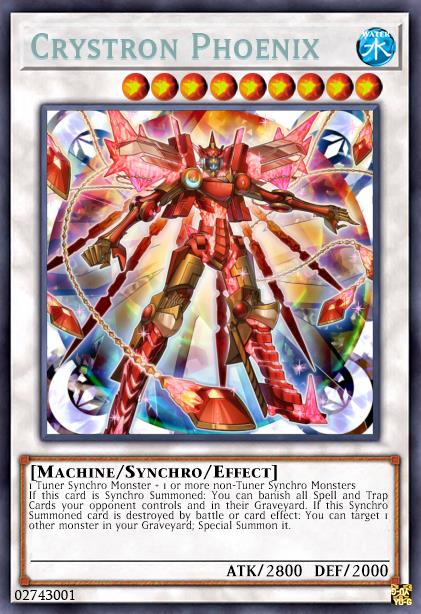 Crystron Phoenix
WATER
水
[Machine/Synchro/Effect]
1 Tuner Synchro Monster + 1 or more non-Tuner Synchro Monsters
If this card is Synchro Summoned: You can banish all Spell and Trap
Cards your opponent controls and in their Graveyard. If this Synchro
Summoned card is destroyed by battle or card effect: You can target 1
other monster in your Graveyard; Special Summon it.
ATK/2800 DEF/2000
02743001